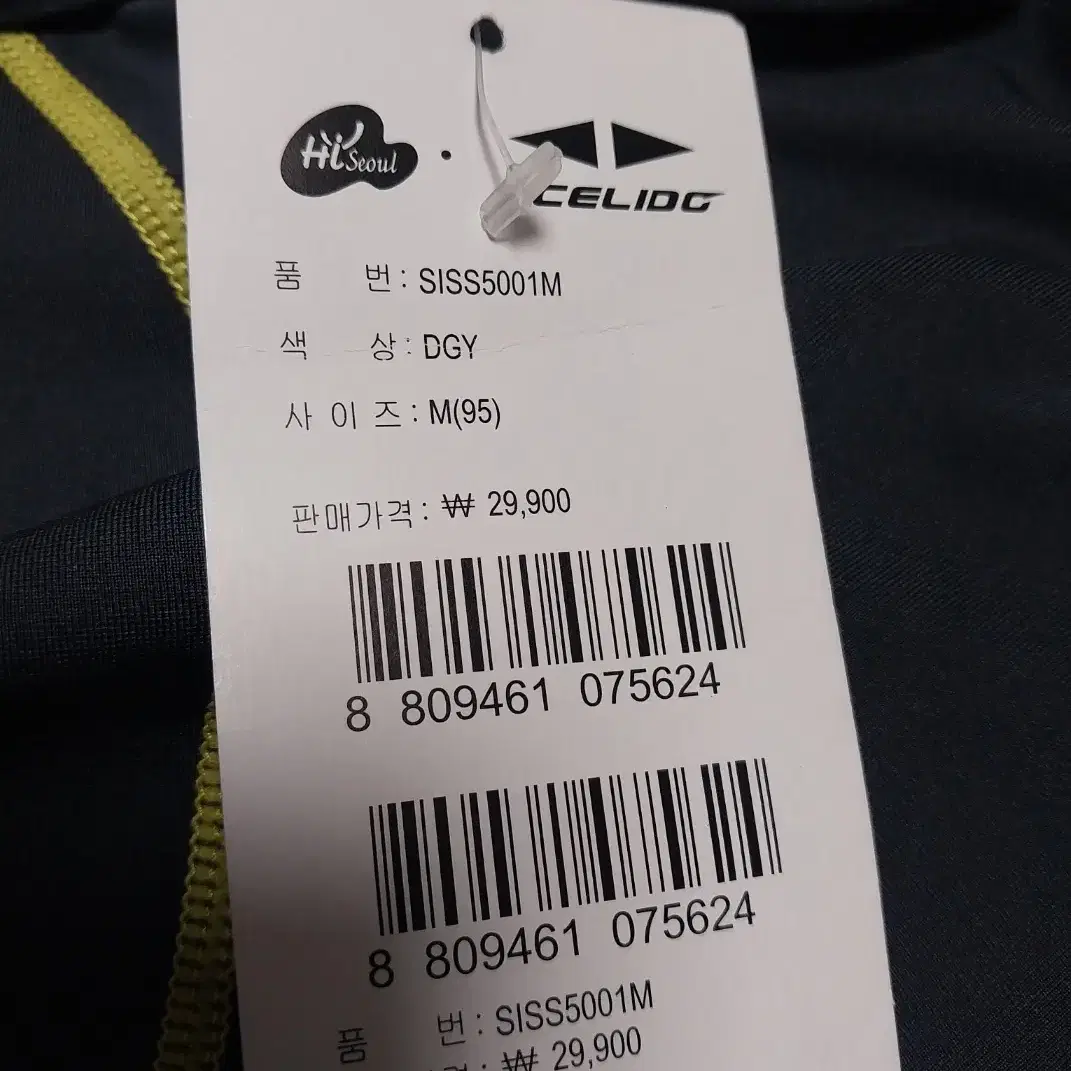 Hi Seoul · CELIDO
품 번 : SISS5001M
색 상 : DGY
사 이 즈 : M(95)
판매가격 : ₩ 29,900
8 809461 075624
8 809461 075624
품 번 : SISS5001M
: ₩ 29,900